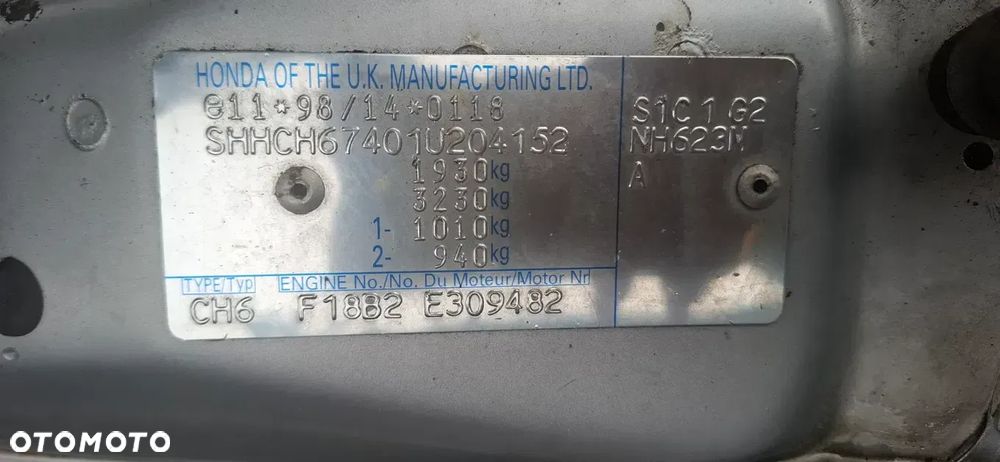 HONDA OF THE U.K. MANUFACTURING LTD.
e11*98/14*0118
SHHCH67401U204152
1930kg
3230kg
1- 1010kg
2- 940kg
TYPE/Typ ENGINE No./No. Du Moteur/Motor Nr
CH6 F18B2 E309482
S1C 1 G2
NH623M
A
OTOMOTO